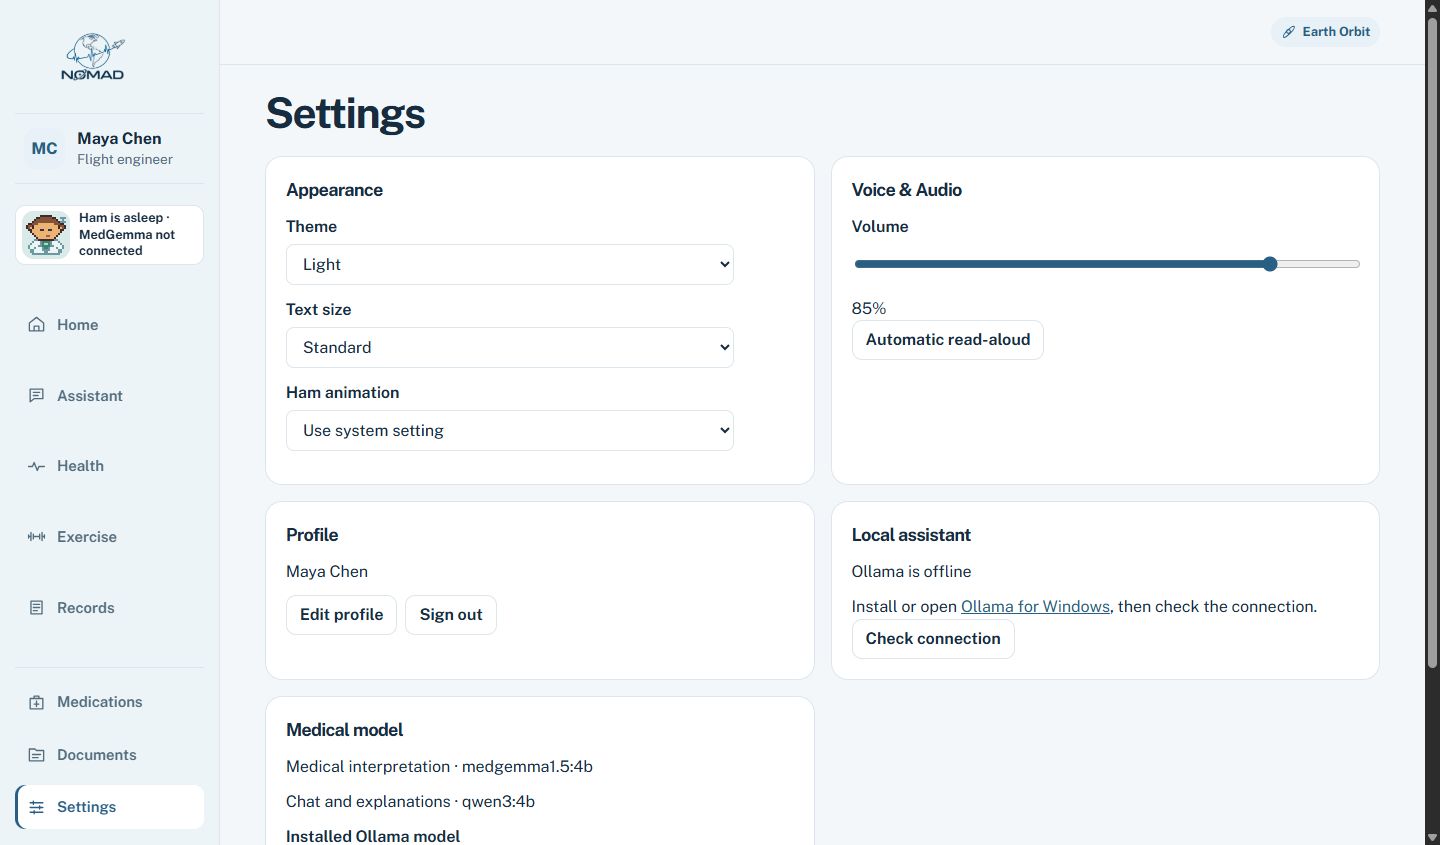 NOMAD
MC
Maya Chen
Flight engineer
Ham is asleep ·
MedGemma not
connected
Home
Assistant
Health
Exercise
Records
Medications
Documents
Settings
Earth Orbit
Settings
Appearance
Theme
Light
Text size
Standard
Ham animation
Use system setting
Voice & Audio
Volume
85%
Automatic read-aloud
Profile
Maya Chen
Edit profile
Sign out
Local assistant
Ollama is offline
Install or open Ollama for Windows, then check the connection.
Check connection
Medical model
Medical interpretation · medgemma1.5:4b
Chat and explanations · qwen3:4b
Installed Ollama model